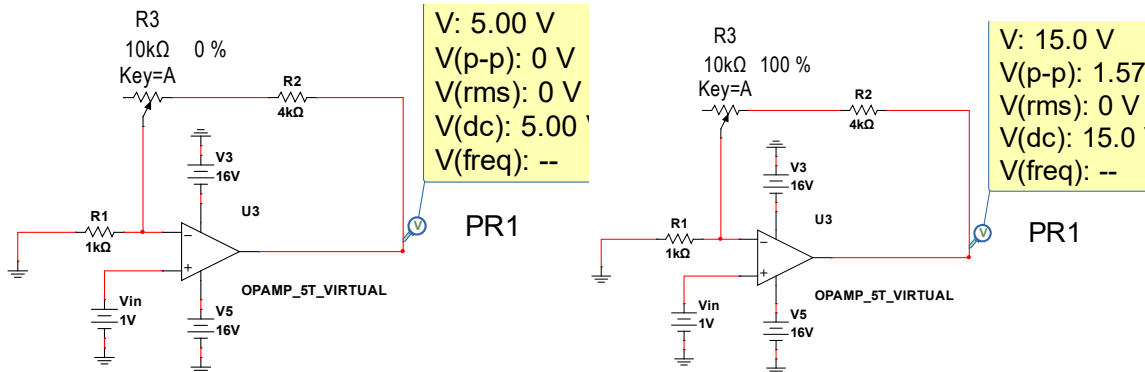 R3
10kΩ 0 %
Key=A
R2
4kΩ
V3
16V
U3
R1
1kΩ
Vin
1V
V5
16V
OPAMP_5T_VIRTUAL
V: 5.00 V
V(p-p): 0 V
V(rms): 0 V
V(dc): 5.00
V(freq): --
V
PR1
R3
10kΩ 100 %
Key=A
R2
4kΩ
V3
16V
U3
R1
1kΩ
Vin
1V
V5
16V
OPAMP_5T_VIRTUAL
V: 15.0 V
V(p-p): 1.57
V(rms): 0 V
V(dc): 15.0
V(freq): --
V
PR1